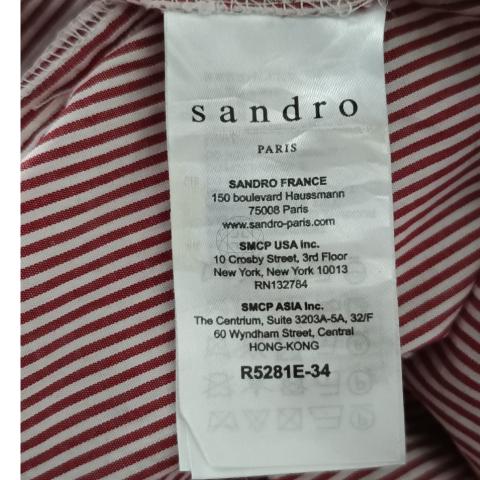 sandro
PARIS
SANDRO FRANCE
150 boulevard Haussmann
75008 Paris
www.sandro-paris.com
SMCP USA Inc.
10 Crosby Street, 3rd Floor
New York, New York 10013
RN132784
SMCP ASIA Inc.
The Centrium, Suite 3203A-5A, 32/F
60 Wyndham Street, Central
HONG-KONG
R5281E-34